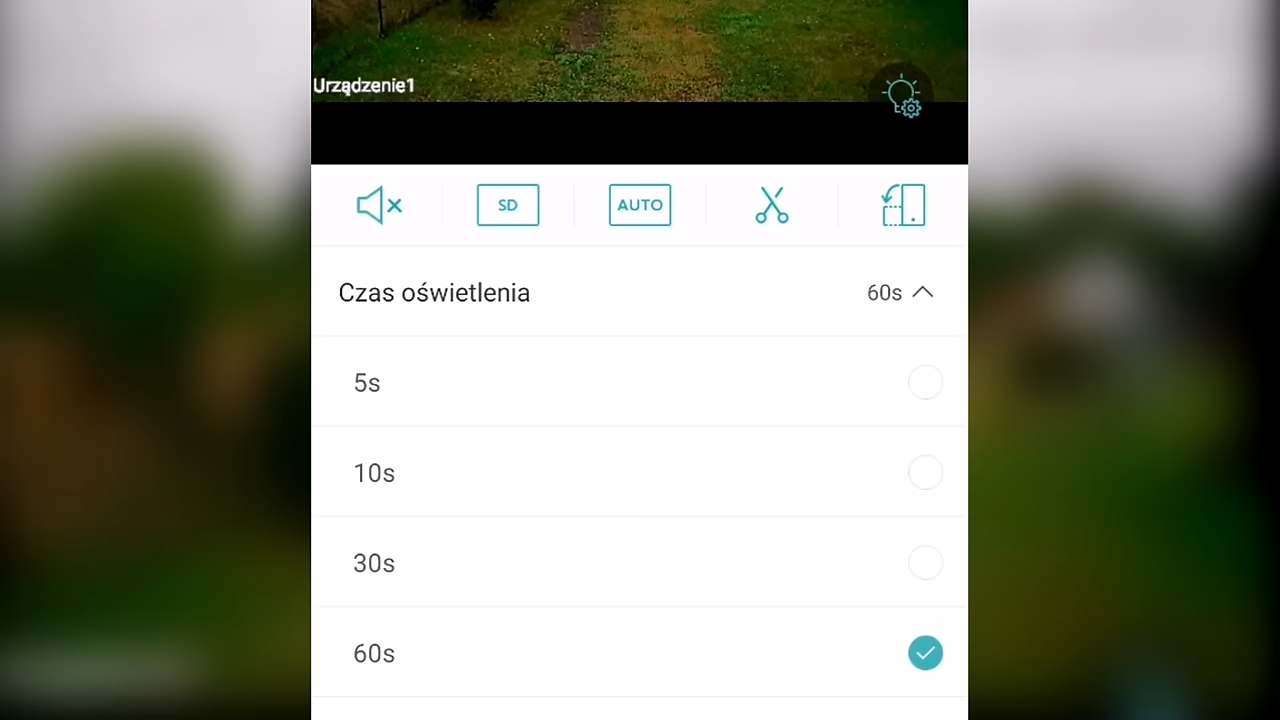 Urządzenie1
SD
AUTO
Czas oświetlenia
60s
5s
10s
30s
60s